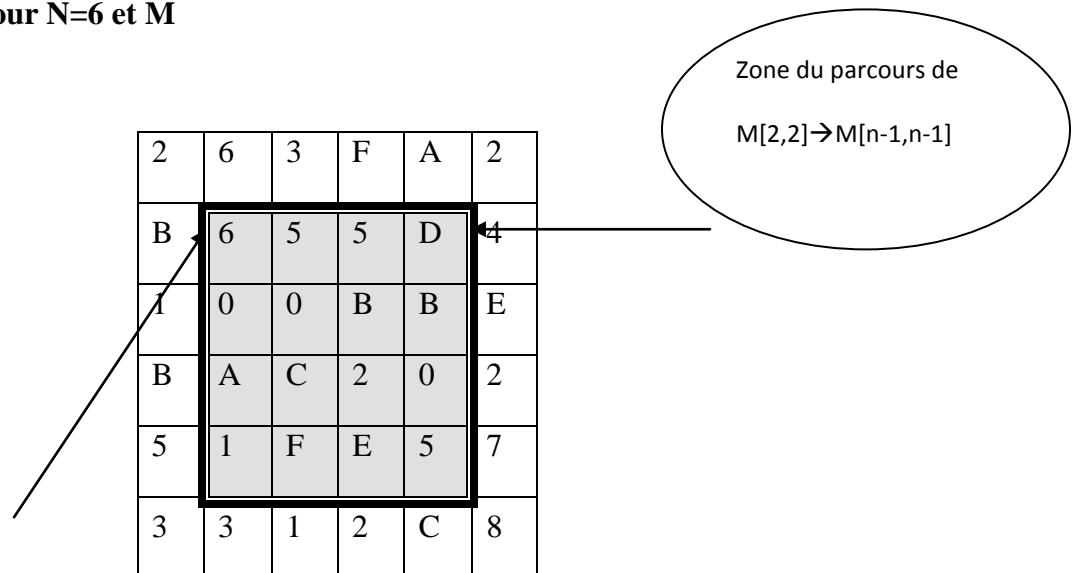 our N=6 et M
Zone du parcours de
M[2,2]→M[n-1,n-1]
2 6 3 F A 2
B 6 5 5 D 4
1 0 0 B B E
B A C 2 0 2
5 1 F E 5 7
3 3 1 2 C 8